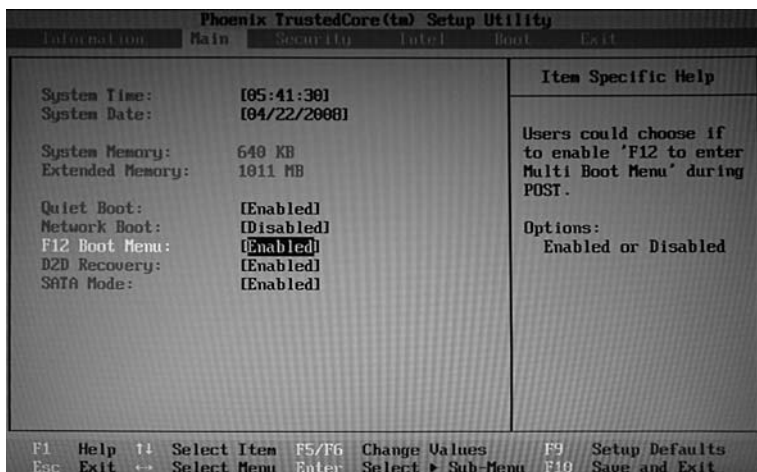 Phoenix TrustedCore(tm) Setup Utility
Information Main Security Intel Boot Exit
Item Specific Help
System Time: [05:41:30]
System Date: [04/22/2008]
System Memory: 640 KB
Extended Memory: 1011 MB
Quiet Boot: [Enabled]
Network Boot: [Disabled]
F12 Boot Menu: [Enabled]
D2D Recovery: [Enabled]
SATA Mode: [Enabled]
Users could choose if
to enable 'F12 to enter
Multi Boot Menu' during
POST.
Options:
Enabled or Disabled
F1 Help ↑↓ Select Item F5/F6 Change Values F9 Setup Defaults
Esc Exit ↔ Select Menu Enter Select ▶ Sub-Menu F10 Save and Exit